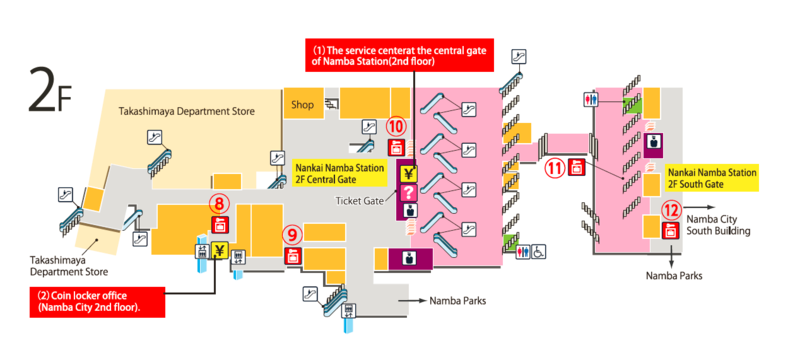 2F
(1) The service centerat the central gate
of Namba Station(2nd floor)
Takashimaya Department Store
Shop
⑩
Nankai Namba Station
2F Central Gate
¥
?
Ticket Gate
⑪
Nankai Namba Station
2F South Gate
⑧
⑨
⑫
Namba City
South Building
¥
Takashimaya
Department Store
Namba Parks
(2) Coin locker office
(Namba City 2nd floor).
Namba Parks